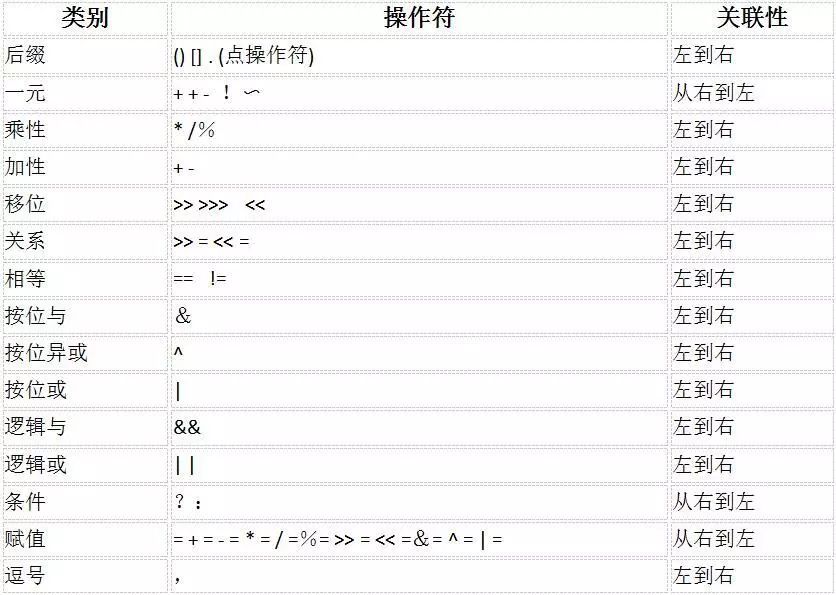 类别 操作符 关联性
后缀 () [] . (点操作符) 左到右
一元 + + - ！〜 从右到左
乘性 * /％ 左到右
加性 + - 左到右
移位 >> >>> << 左到右
关系 >> = << = 左到右
相等 == != 左到右
按位与 ＆ 左到右
按位异或 ^ 左到右
按位或 | 左到右
逻辑与 && 左到右
逻辑或 | | 左到右
条件 ？： 从右到左
赋值 = + = - = * = / =％= >> = << =＆= ^ = | = 从右到左
逗号 ， 左到右